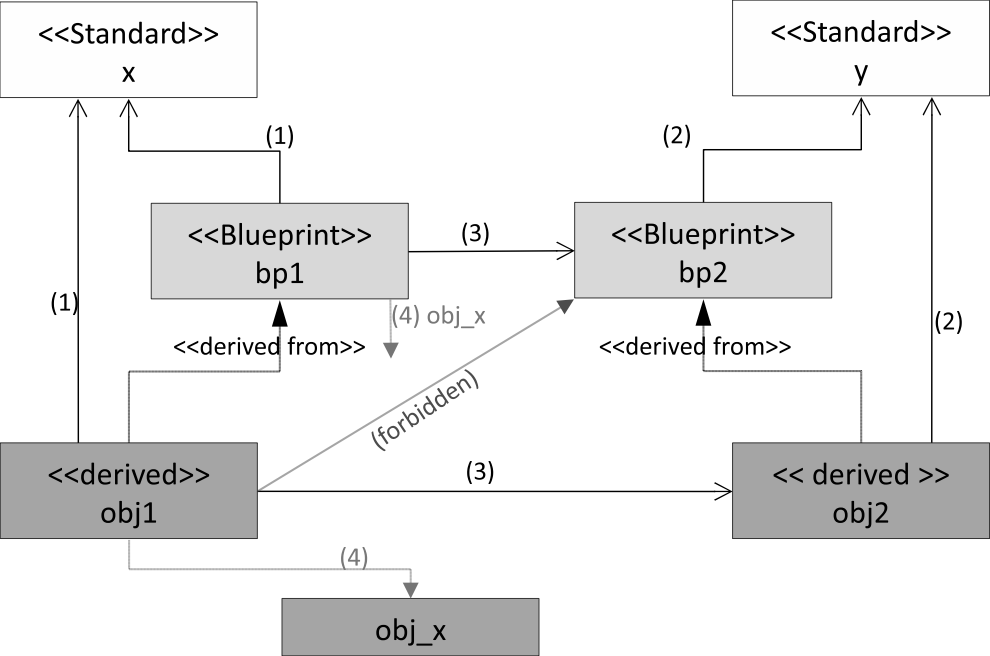 <<Standard>>
x
<<Standard>>
y
(1)
(2)
<<Blueprint>>
bp1
(3)
<<Blueprint>>
bp2
(1)
(4) obj_x
(2)
<<derived from>>
<<derived from>>
(forbidden)
<<derived>>
obj1
(3)
<< derived >>
obj2
(4)
obj_x